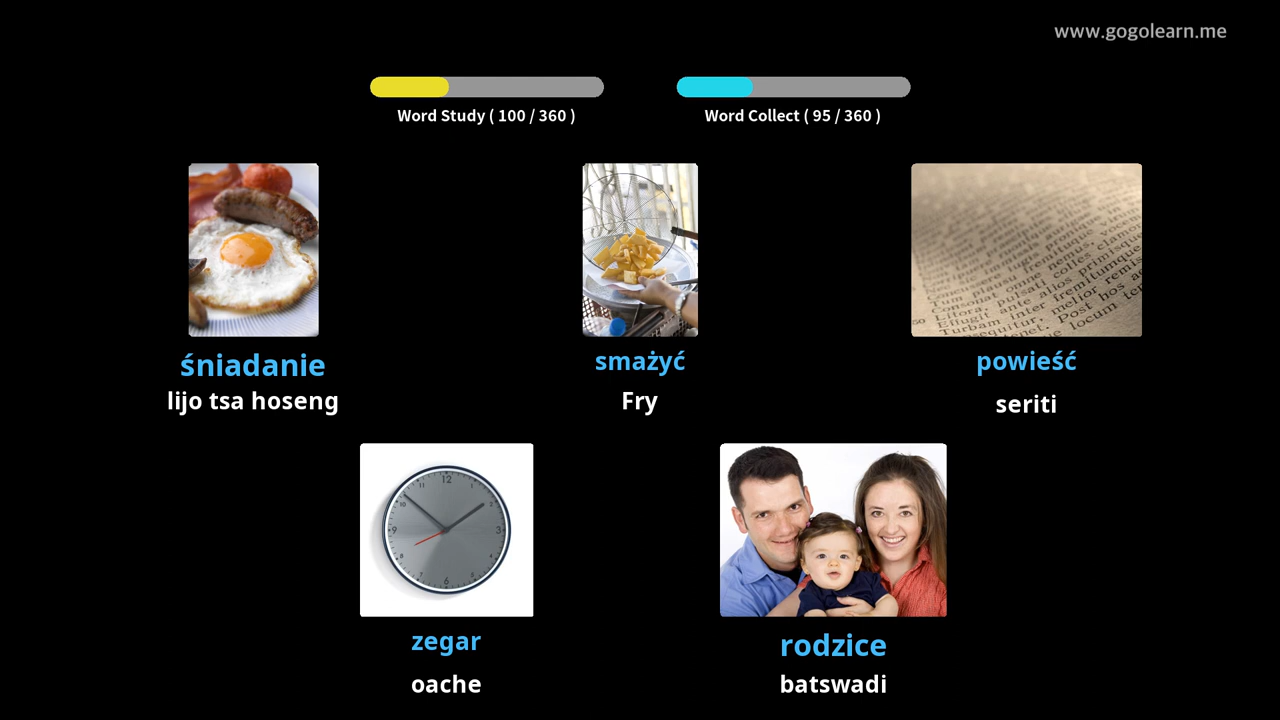 www.gogolearn.me
Word Study ( 100 / 360 )
Word Collect ( 95 / 360 )
śniadanie
lijo tsa hoseng
smażyć
Fry
powieść
seriti
zegar
oache
rodzice
batswadi